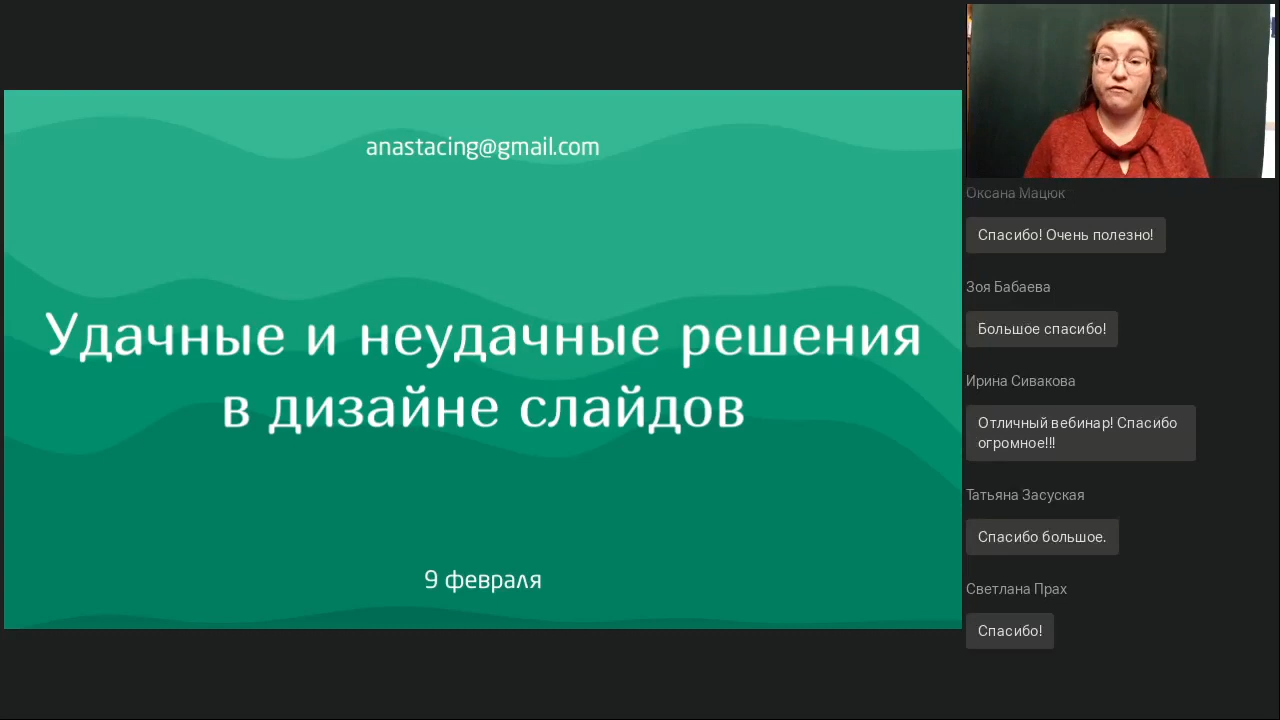 anastacing@gmail.com
Удачные и неудачные решения
в дизайне слайдов
9 февраля
Оксана Мацюк
Спасибо! Очень полезно!
Зоя Бабаева
Большое спасибо!
Ирина Сивакова
Отличный вебинар! Спасибо
огромное!!!
Татьяна Засуская
Спасибо большое.
Светлана Прах
Спасибо!